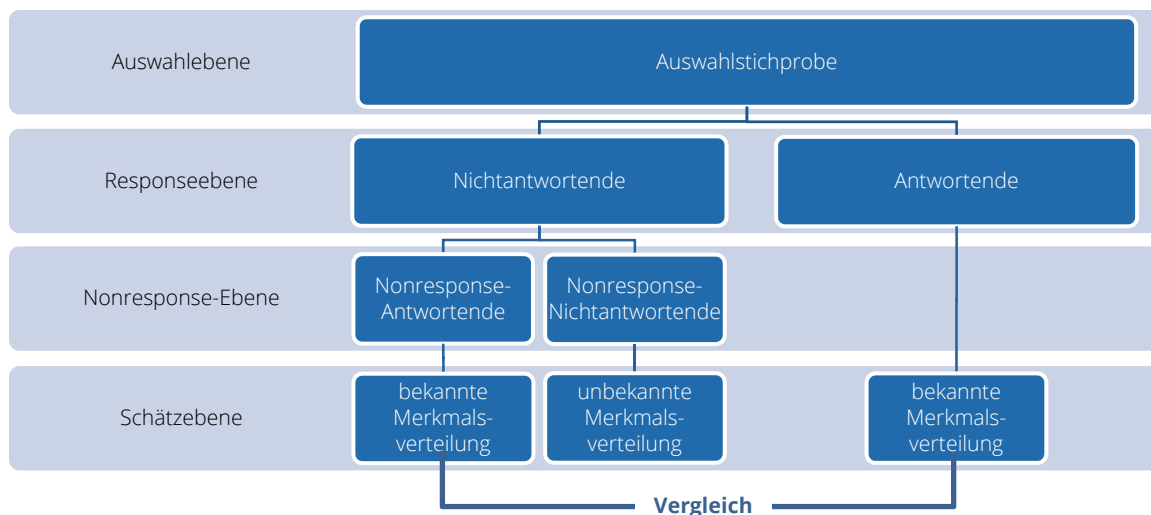 Auswahlebene
Auswahlstichprobe
Responseebene
Nichtantwortende
Antwortende
Nonresponse-Ebene
Nonresponse-
Antwortende
Nonresponse-
Nichtantwortende
Schätzebene
bekannte
Merkmals-
verteilung
unbekannte
Merkmals-
verteilung
bekannte
Merkmals-
verteilung
Vergleich